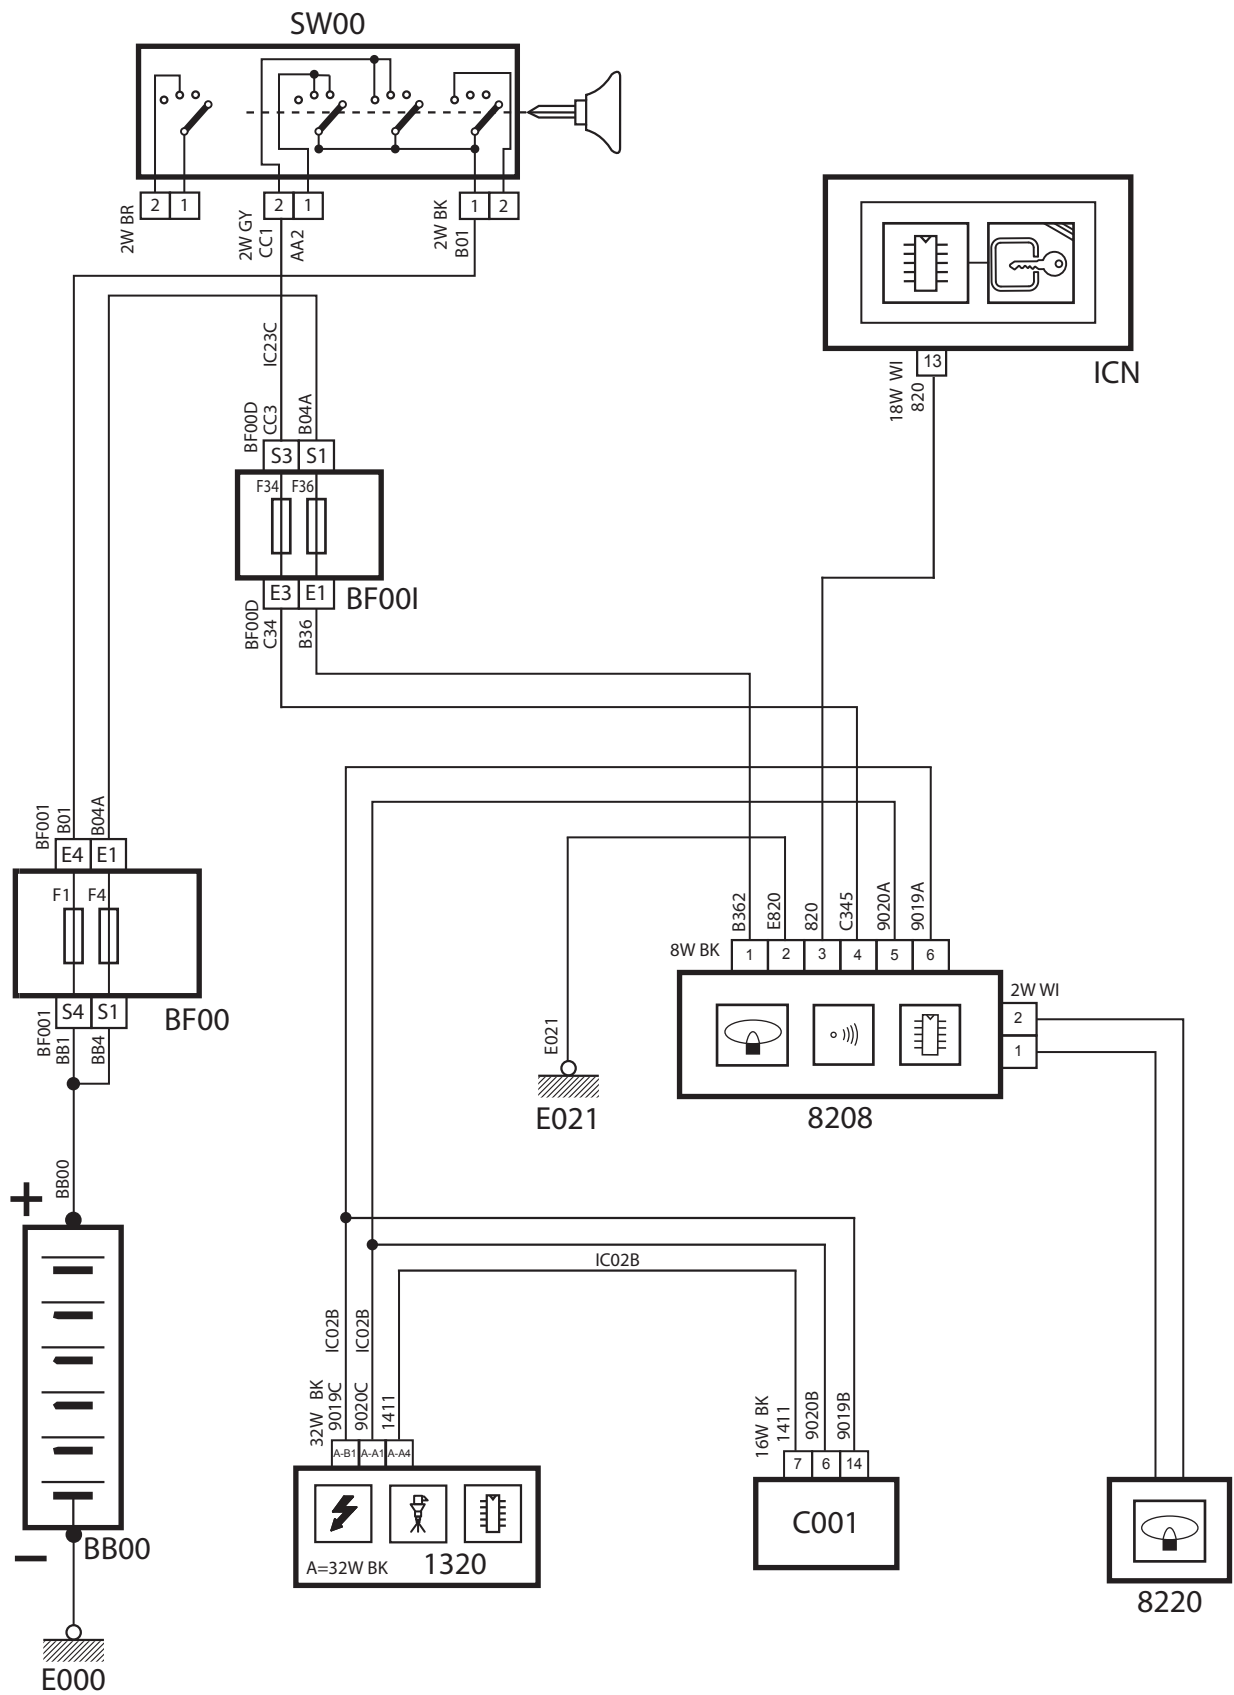 SW00
2 1
2 1
1 2
2W BR
2W GY
CC1
AA2
2W BK
B01
13
ICN
18W WI
820
IC23C
BF00D
CC3
B04A
S3 S1
F34 F36
E3 E1
BF00I
BF00D
C34
B36
BF001
B01
B04A
E4 E1
F1 F4
S4 S1
BF00
BF001
BB1
BB4
B362
E820
820
C345
9020A
9019A
8W BK
1 2 3 4 5 6
2W WI
2
1
8208
E021
E021
BB00
+
IC02B
IC02B
IC02B
32W BK
9019C
9020C
1411
A-B1 A-A1 A-A4
A=32W BK 1320
16W BK
1411
9020B
9019B
7 6 14
C001
8220
BB00
−
E000